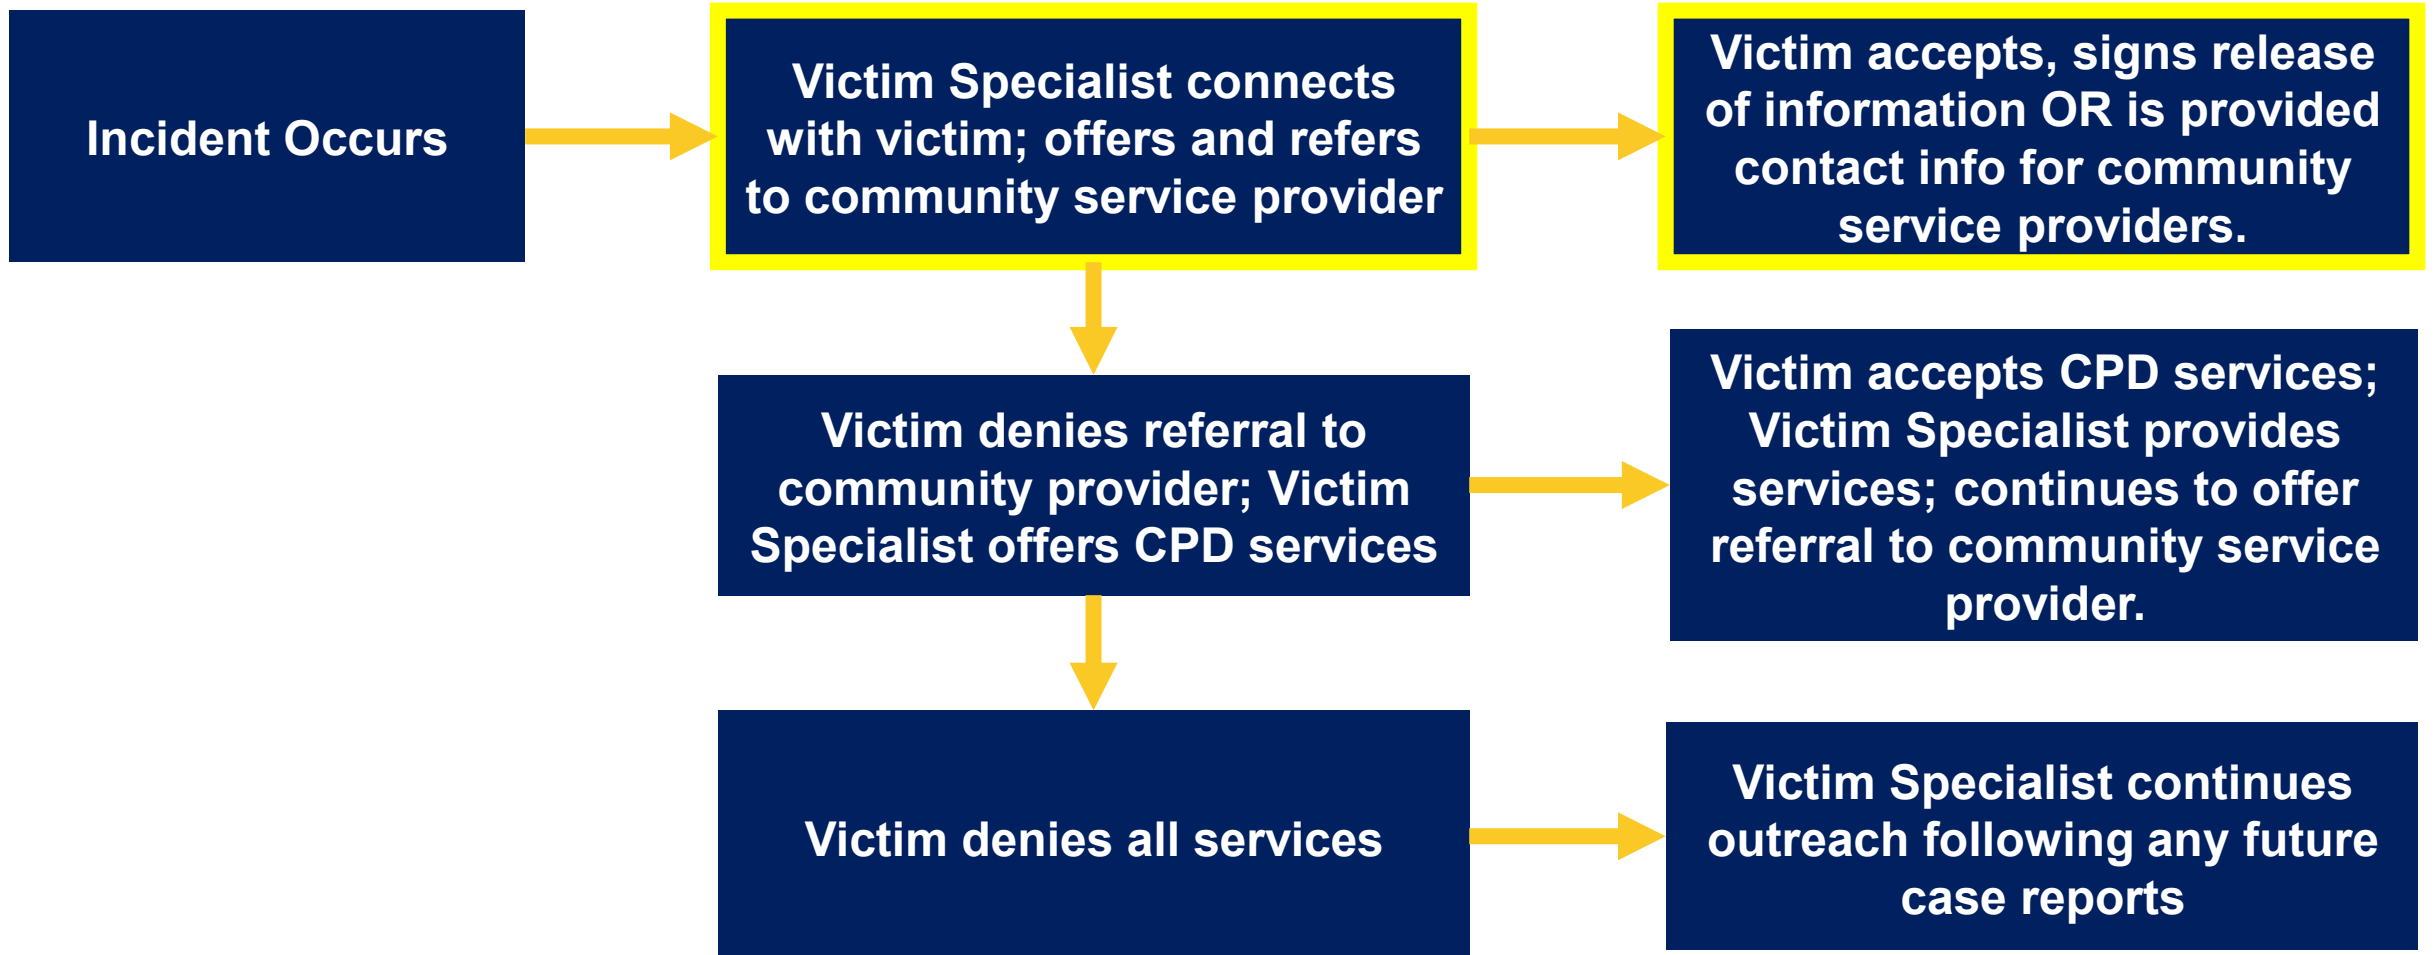 Incident Occurs
Victim Specialist connects
with victim; offers and refers
to community service provider
Victim accepts, signs release
of information OR is provided
contact info for community
service providers.
Victim denies referral to
community provider; Victim
Specialist offers CPD services
Victim accepts CPD services;
Victim Specialist provides
services; continues to offer
referral to community service
provider.
Victim denies all services
Victim Specialist continues
outreach following any future
case reports